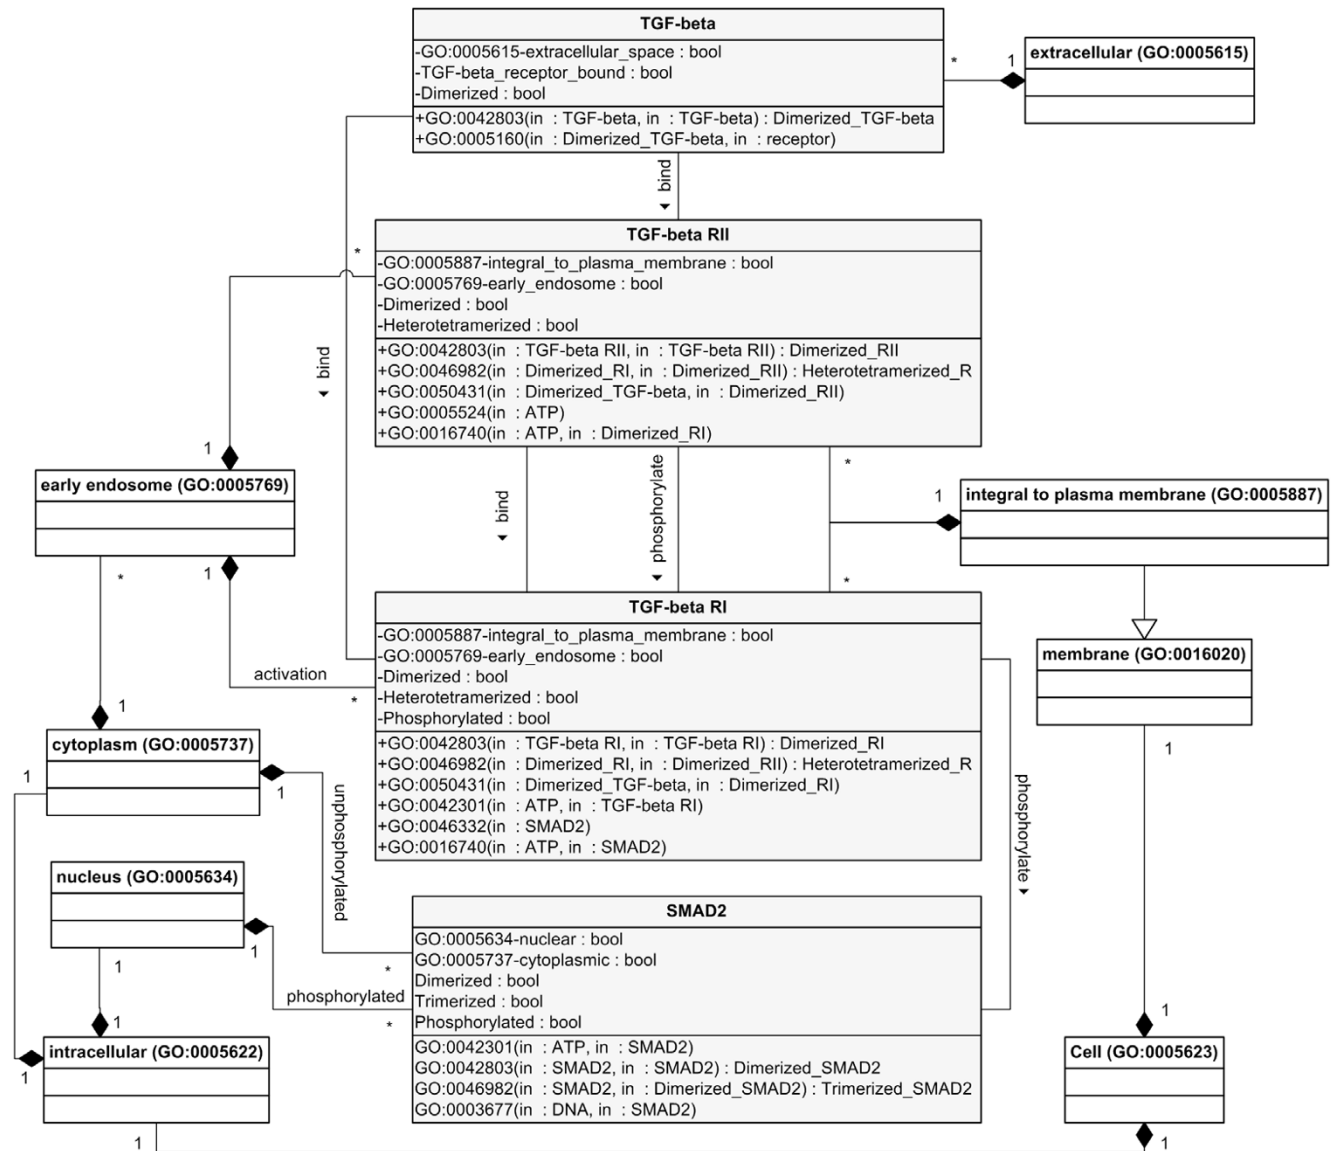 TGF-beta
-GO:0005615-extracellular_space : bool
-TGF-beta_receptor_bound : bool
-Dimerized : bool
+GO:0042803(in : TGF-beta, in : TGF-beta) : Dimerized_TGF-beta
+GO:0005160(in : Dimerized_TGF-beta, in : receptor)
*
1
extracellular (GO:0005615)
bind
TGF-beta RII
-GO:0005887-integral_to_plasma_membrane : bool
-GO:0005769-early_endosome : bool
-Dimerized : bool
-Heterotetramerized : bool
+GO:0042803(in : TGF-beta RII, in : TGF-beta RII) : Dimerized_RII
+GO:0046982(in : Dimerized_RI, in : Dimerized_RII) : Heterotetramerized_R
+GO:0050431(in : Dimerized_TGF-beta, in : Dimerized_RII)
+GO:0005524(in : ATP)
+GO:0016740(in : ATP, in : Dimerized_RI)
*
bind
1
early endosome (GO:0005769)
*
1
bind
phosphorylate
*
1
integral to plasma membrane (GO:0005887)
*
TGF-beta RI
-GO:0005887-integral_to_plasma_membrane : bool
-GO:0005769-early_endosome : bool
-Dimerized : bool
-Heterotetramerized : bool
-Phosphorylated : bool
+GO:0042803(in : TGF-beta RI, in : TGF-beta RI) : Dimerized_RI
+GO:0046982(in : Dimerized_RI, in : Dimerized_RII) : Heterotetramerized_R
+GO:0050431(in : Dimerized_TGF-beta, in : Dimerized_RI)
+GO:0042301(in : ATP, in : TGF-beta RI)
+GO:0046332(in : SMAD2)
+GO:0016740(in : ATP, in : SMAD2)
activation
*
membrane (GO:0016020)
1
1
cytoplasm (GO:0005737)
1
1
unphosphorylated
*
phosphorylate
nucleus (GO:0005634)
1
1
phosphorylated
*
SMAD2
GO:0005634-nuclear : bool
GO:0005737-cytoplasmic : bool
Dimerized : bool
Trimerized : bool
Phosphorylated : bool
GO:0042301(in : ATP, in : SMAD2)
GO:0042803(in : SMAD2, in : SMAD2) : Dimerized_SMAD2
GO:0046982(in : SMAD2, in : Dimerized_SMAD2) : Trimerized_SMAD2
GO:0003677(in : DNA, in : SMAD2)
1
intracellular (GO:0005622)
1
1
1
Cell (GO:0005623)
1